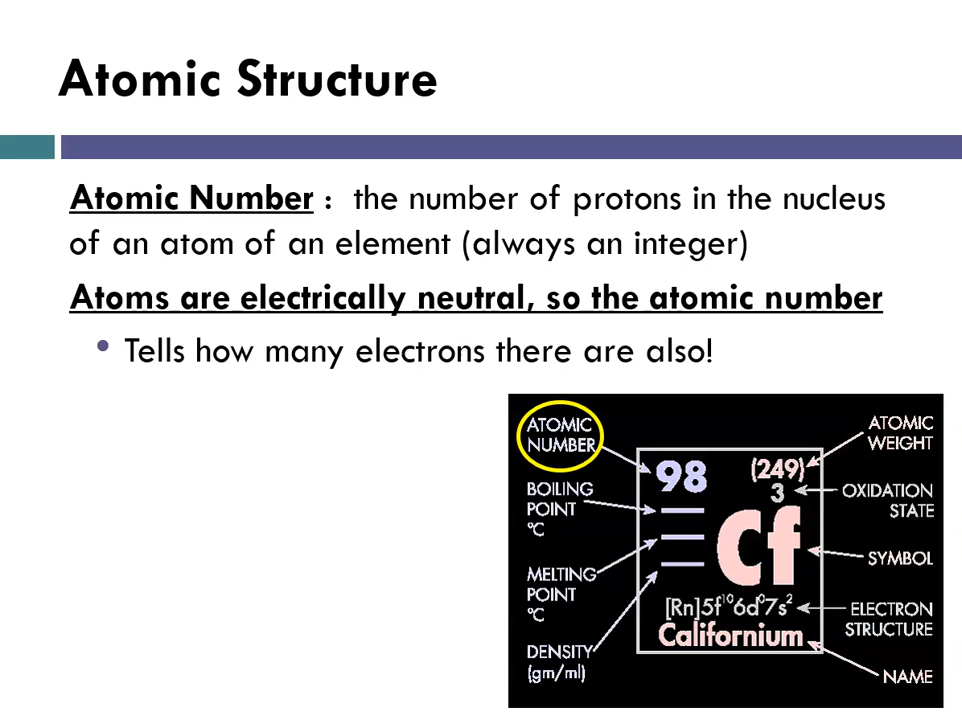 Atomic Structure
Atomic Number : the number of protons in the nucleus
of an atom of an element (always an integer)
Atoms are electrically neutral, so the atomic number
• Tells how many electrons there are also!
ATOMIC
NUMBER
BOILING
POINT
°C
MELTING
POINT
°C
DENSITY
(gm/ml)
98
(249)
3
Cf
[Rn]5f¹⁰6d⁰7s²
Californium
ATOMIC
WEIGHT
OXIDATION
STATE
SYMBOL
ELECTRON
STRUCTURE
NAME